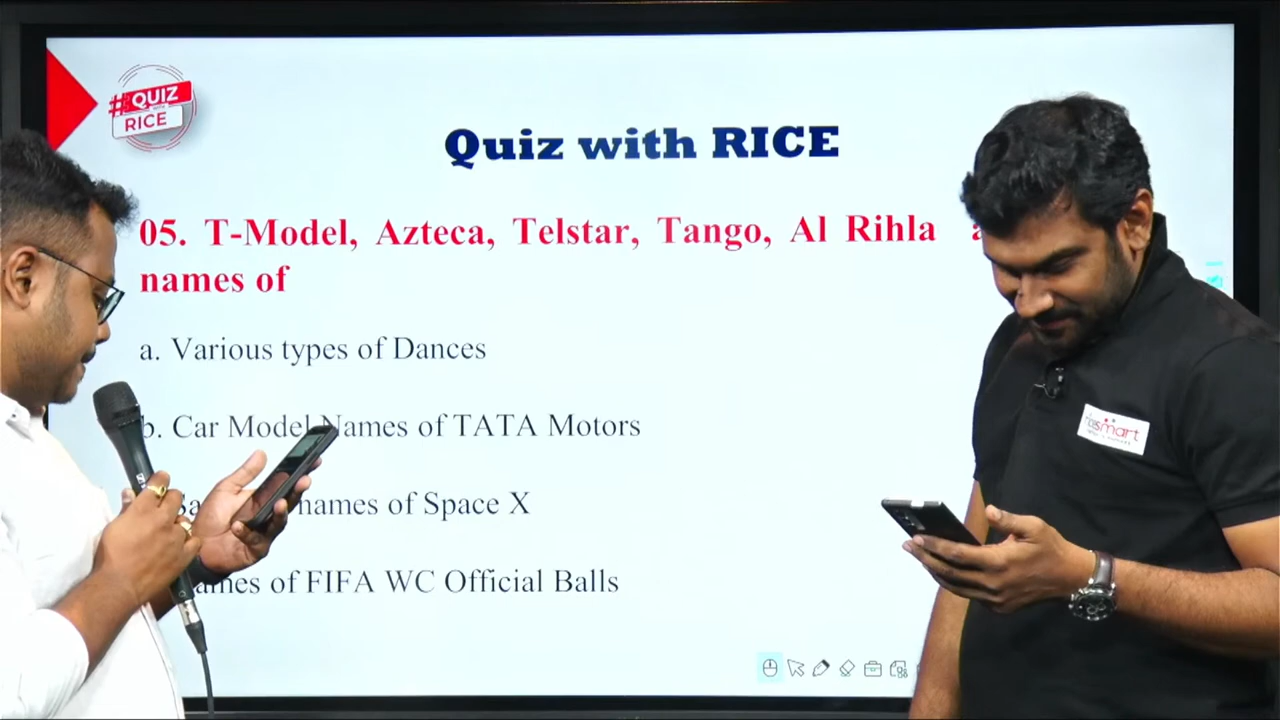 #QUIZ
WITH
RICE
Quiz with RICE
05. T-Model, Azteca, Telstar, Tango, Al Rihla
names of
a. Various types of Dances
b. Car Model Names of TATA Motors
names of Space X
of FIFA WC Official Balls
smart